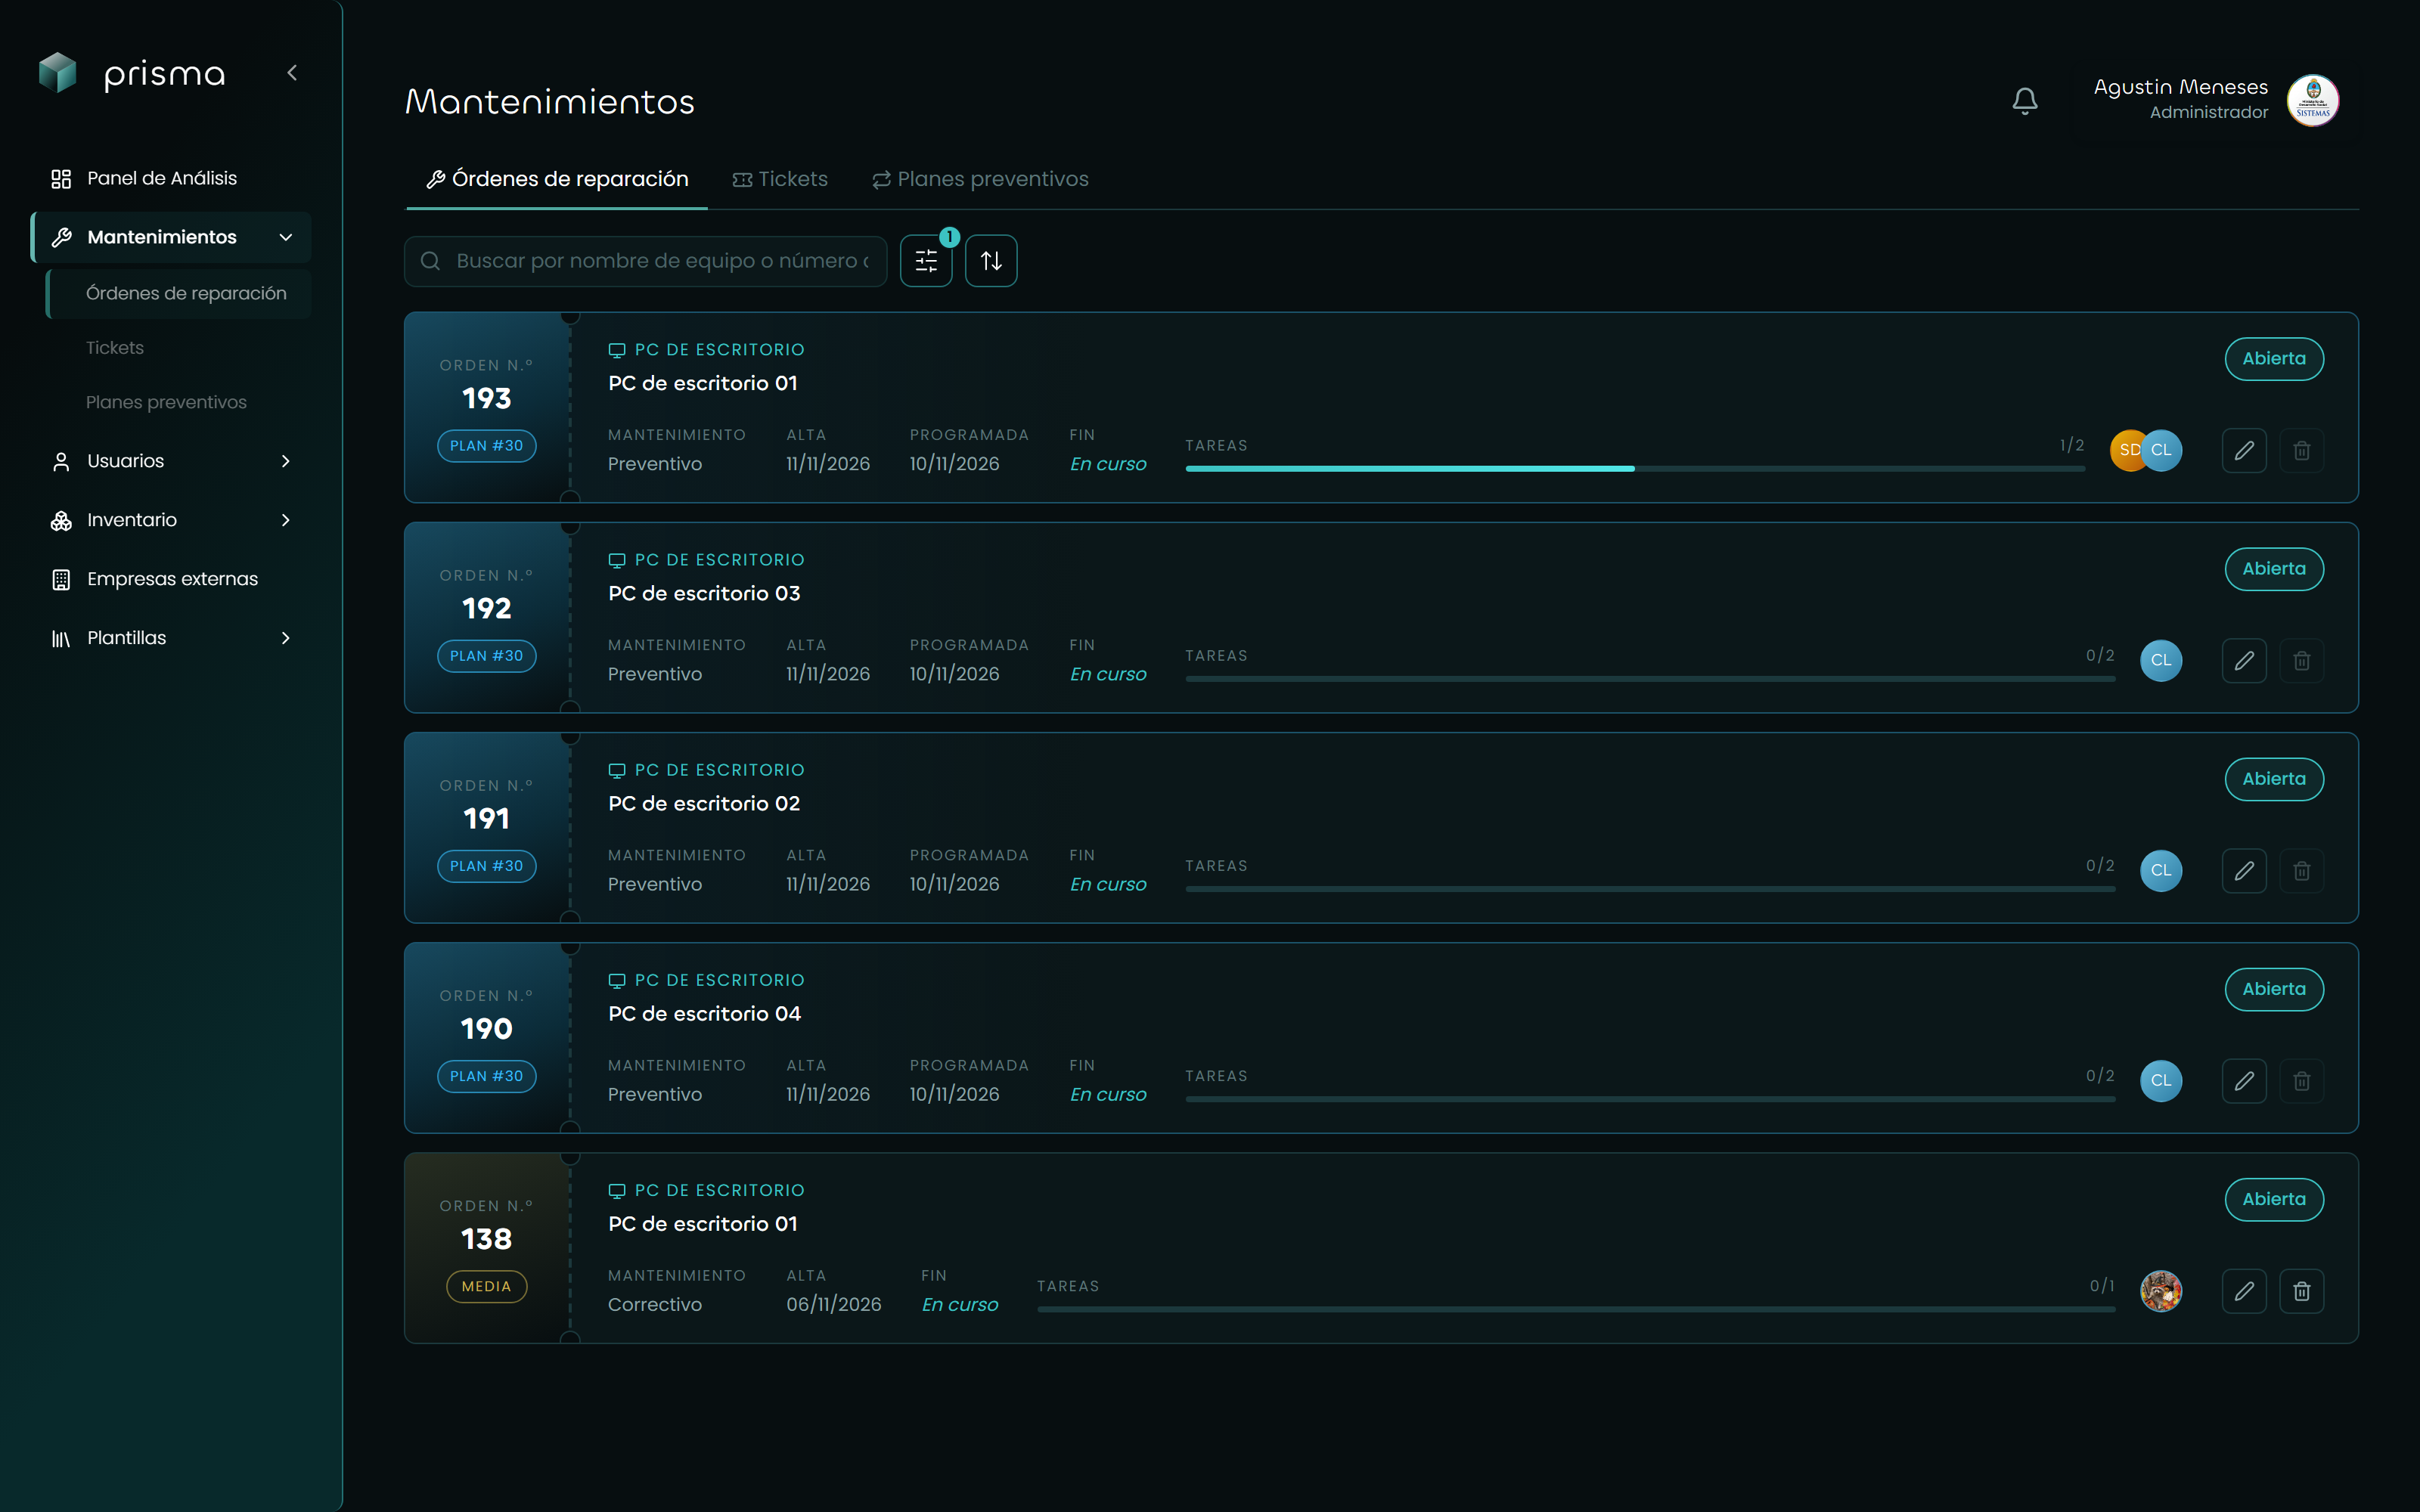 prisma
Panel de Análisis
Mantenimientos
Órdenes de reparación
Tickets
Planes preventivos
Usuarios
Inventario
Empresas externas
Plantillas
Mantenimientos
Agustin Meneses
Administrador
SISTEMAS
Órdenes de reparación
Tickets
Planes preventivos
Buscar por nombre de equipo o número
1
ORDEN N.º
193
PLAN #30
PC DE ESCRITORIO
PC de escritorio 01
Abierta
MANTENIMIENTO ALTA PROGRAMADA FIN
Preventivo 11/11/2026 10/11/2026 En curso
TAREAS 1/2
SD CL
ORDEN N.º
192
PLAN #30
PC DE ESCRITORIO
PC de escritorio 03
Abierta
MANTENIMIENTO ALTA PROGRAMADA FIN
Preventivo 11/11/2026 10/11/2026 En curso
TAREAS 0/2
CL
ORDEN N.º
191
PLAN #30
PC DE ESCRITORIO
PC de escritorio 02
Abierta
MANTENIMIENTO ALTA PROGRAMADA FIN
Preventivo 11/11/2026 10/11/2026 En curso
TAREAS 0/2
CL
ORDEN N.º
190
PLAN #30
PC DE ESCRITORIO
PC de escritorio 04
Abierta
MANTENIMIENTO ALTA PROGRAMADA FIN
Preventivo 11/11/2026 10/11/2026 En curso
TAREAS 0/2
CL
ORDEN N.º
138
MEDIA
PC DE ESCRITORIO
PC de escritorio 01
Abierta
MANTENIMIENTO ALTA FIN
Correctivo 06/11/2026 En curso
TAREAS 0/1